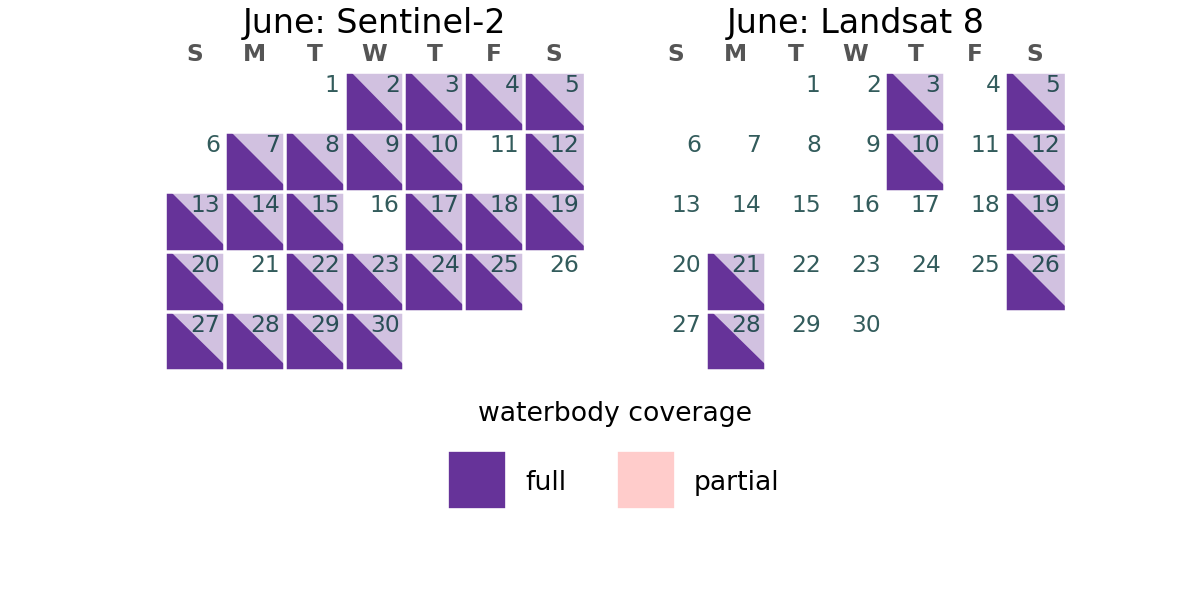 June: Sentinel-2
S M T W T F S
1 2 3 4 5
6 7 8 9 10 11 12
13 14 15 16 17 18 19
20 21 22 23 24 25 26
27 28 29 30
June: Landsat 8
S M T W T F S
1 2 3 4 5
6 7 8 9 10 11 12
13 14 15 16 17 18 19
20 21 22 23 24 25 26
27 28 29 30
waterbody coverage
full
partial